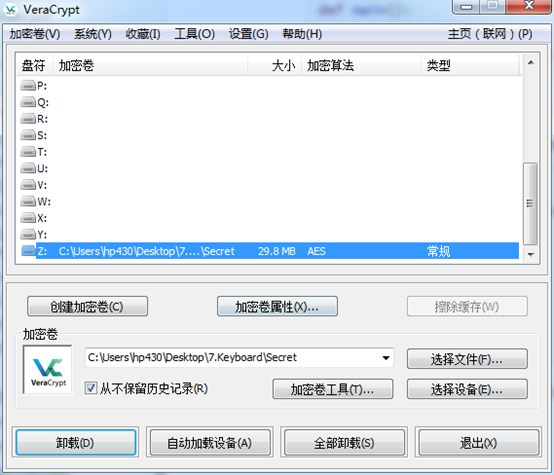 def main():
VeraCrypt
加密卷(V) 系统(Y) 收藏(I) 工具(O) 设置(G) 帮助(H) 主页（联网）(P)
盘符 加密卷 大小 加密算法 类型
P:
Q:
R:
S:
T:
U:
V:
W:
X:
Y:
Z: C:\Users\hp430\Desktop\7....\Secret 29.8 MB AES 常规
创建加密卷(C) 加密卷属性(X)... 擦除缓存(W)
加密卷
VeraCrypt
C:\Users\hp430\Desktop\7.Keyboard\Secret 选择文件(F)...
从不保留历史记录(R) 加密卷工具(T)... 选择设备(E)...
卸载(D) 自动加载设备(A) 全部卸载(S) 退出(X)